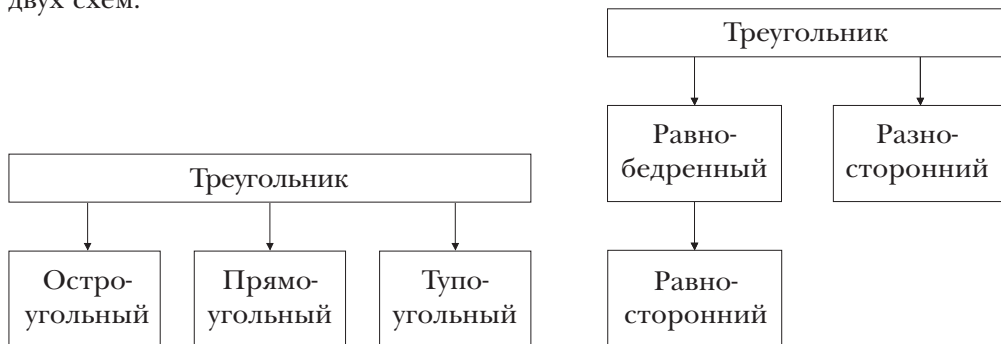 двух схем.
Треугольник
Остро-
угольный
Прямо-
угольный
Тупо-
угольный
Треугольник
Равно-
бедренный
Разно-
сторонний
Равно-
сторонний